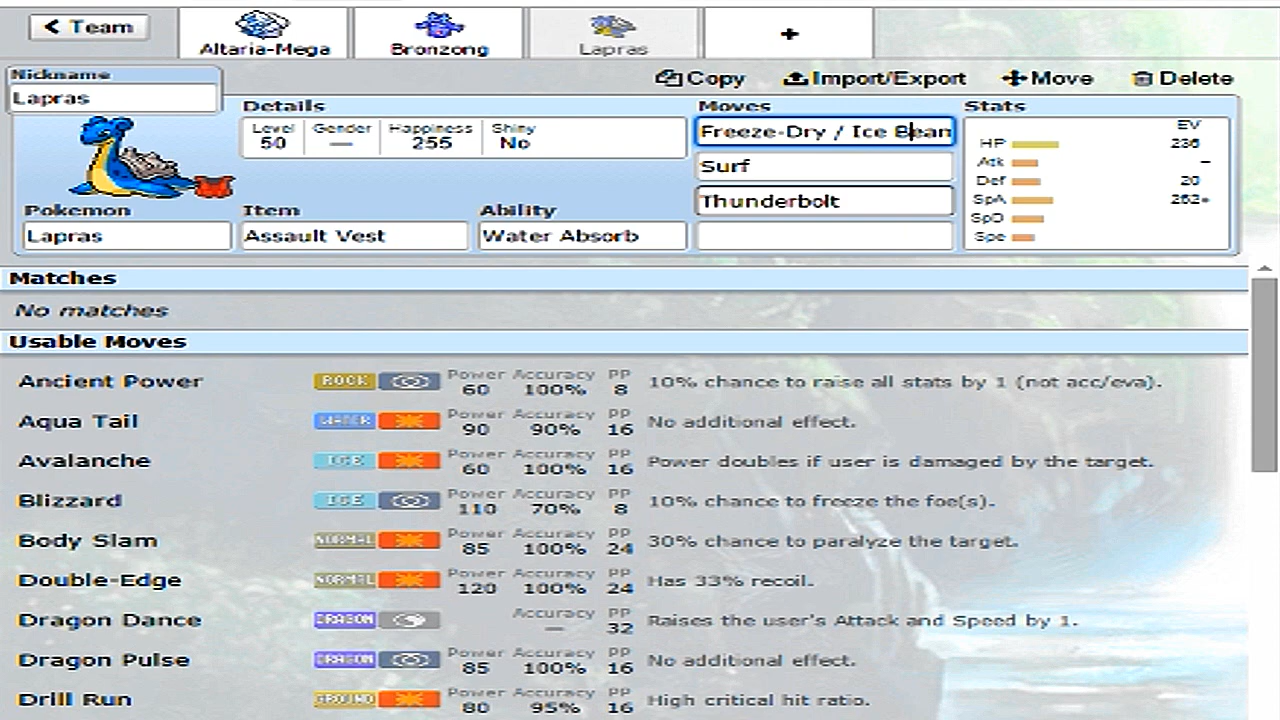 Team
Altaria-Mega
Bronzong
Lapras
+
Copy
Import/Export
Move
Delete
Nickname
Lapras
Details
Level Gender Happiness Shiny
50 — 255 No
Pokemon
Lapras
Item
Assault Vest
Ability
Water Absorb
Moves
Freeze-Dry / Ice Bean
Surf
Thunderbolt
Stats
EV
HP 236
Atk –
Def 20
SpA 252+
SpD
Spe
Matches
No matches
Usable Moves
Ancient Power ROCK Power 60 Accuracy 100% PP 8 10% chance to raise all stats by 1 (not acc/eva).
Aqua Tail WATER Power 90 Accuracy 90% PP 16 No additional effect.
Avalanche ICE Power 60 Accuracy 100% PP 16 Power doubles if user is damaged by the target.
Blizzard ICE Power 110 Accuracy 70% PP 8 10% chance to freeze the foe(s).
Body Slam NORMAL Power 85 Accuracy 100% PP 24 30% chance to paralyze the target.
Double-Edge NORMAL Power 120 Accuracy 100% PP 24 Has 33% recoil.
Dragon Dance DRAGON Accuracy — PP 32 Raises the user's Attack and Speed by 1.
Dragon Pulse DRAGON Power 85 Accuracy 100% PP 16 No additional effect.
Drill Run GROUND Power 80 Accuracy 95% PP 16 High critical hit ratio.